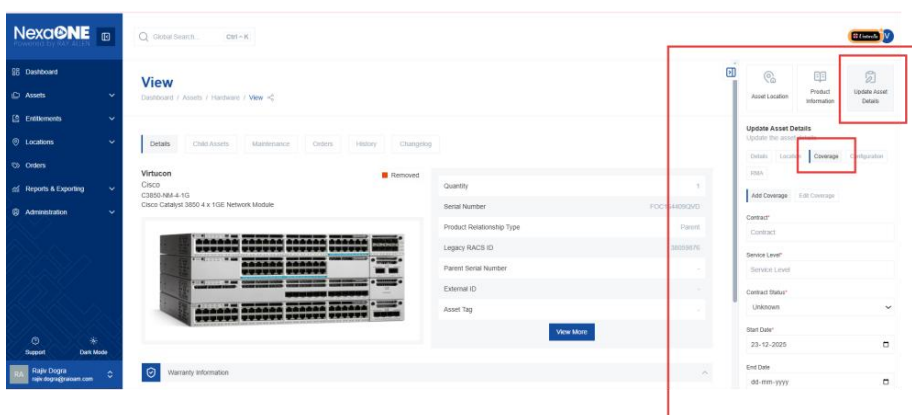 NexaONE
Powered by RAY ALLEN
Global Search... Ctrl + K
V
Dashboard
Assets
Entitlements
Locations
Orders
Reports & Exporting
Administration
Support
Dark Mode
RA
Rajiv Dogra
View
Dashboard / Assets / Hardware / View
Details
Child Assets
Maintenance
Orders
History
Changelog
Virtucon
Removed
Cisco
C3850-NM-4-1G
Cisco Catalyst 3850 4 x 1GE Network Module
Quantity 1
Serial Number
Product Relationship Type Parent
Legacy RACS ID
Parent Serial Number -
External ID -
Asset Tag -
View More
Warranty Information
Asset Location
Product Information
Update Asset Details
Update Asset Details
Update the asset details
Details
Location
Coverage
Configuration
RMA
Add Coverage
Edit Coverage
Contract*
Contract
Service Level*
Service Level
Contract Status*
Unknown
Start Date*
23-12-2025
End Date
dd-mm-yyyy